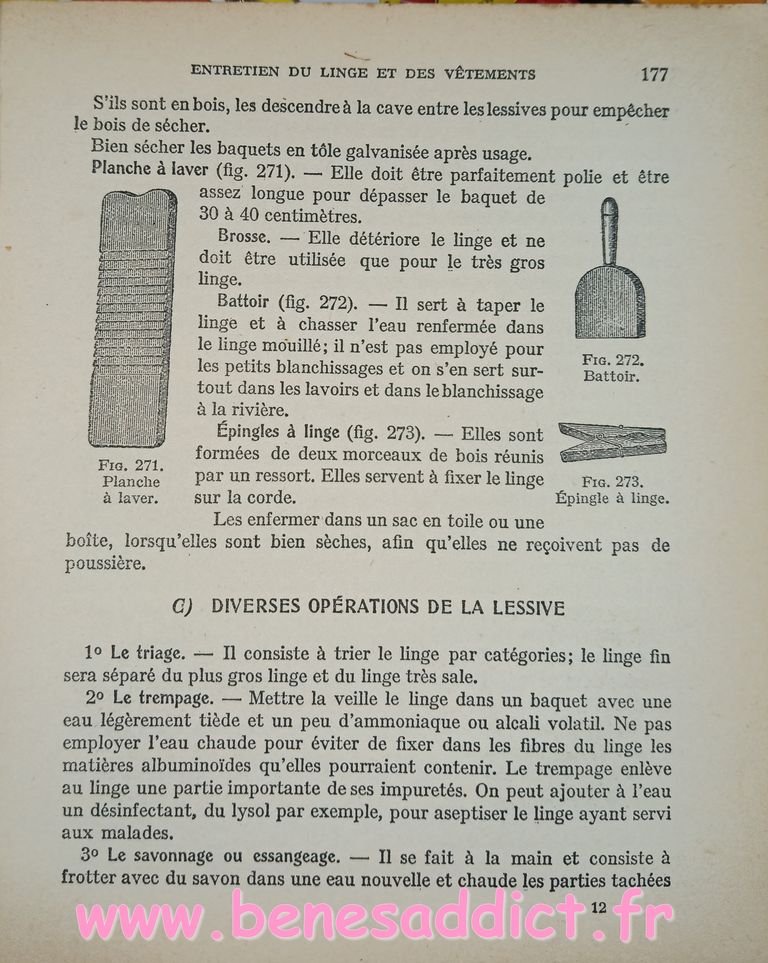 ENTRETIEN DU LINGE ET DES VÊTEMENTS 177
S'ils sont en bois, les descendre à la cave entre les lessives pour empêcher
le bois de sécher.
Bien sécher les baquets en tôle galvanisée après usage.
Planche à laver (fig. 271). — Elle doit être parfaitement polie et être
assez longue pour dépasser le baquet de
30 à 40 centimètres.
Brosse. — Elle détériore le linge et ne
doit être utilisée que pour le très gros
linge.
Battoir (fig. 272). — Il sert à taper le
linge et à chasser l'eau renfermée dans
le linge mouillé; il n'est pas employé pour
les petits blanchissages et on s'en sert sur-
tout dans les lavoirs et dans le blanchissage
à la rivière.
Épingles à linge (fig. 273). — Elles sont
formées de deux morceaux de bois réunis
par un ressort. Elles servent à fixer le linge
sur la corde.
Les enfermer dans un sac en toile ou une
boîte, lorsqu'elles sont bien sèches, afin qu'elles ne reçoivent pas de
poussière.
FIG. 271.
Planche
à laver.
FIG. 272.
Battoir.
FIG. 273.
Épingle à linge.
C) DIVERSES OPÉRATIONS DE LA LESSIVE
1º Le triage. — Il consiste à trier le linge par catégories; le linge fin
sera séparé du plus gros linge et du linge très sale.
2º Le trempage. — Mettre la veille le linge dans un baquet avec une
eau légèrement tiède et un peu d'ammoniaque ou alcali volatil. Ne pas
employer l'eau chaude pour éviter de fixer dans les fibres du linge les
matières albuminoïdes qu'elles pourraient contenir. Le trempage enlève
au linge une partie importante de ses impuretés. On peut ajouter à l'eau
un désinfectant, du lysol par exemple, pour aseptiser le linge ayant servi
aux malades.
3º Le savonnage ou essangeage. — Il se fait à la main et consiste à
frotter avec du savon dans une eau nouvelle et chaude les parties tachées
12
www.benesaddict.fr